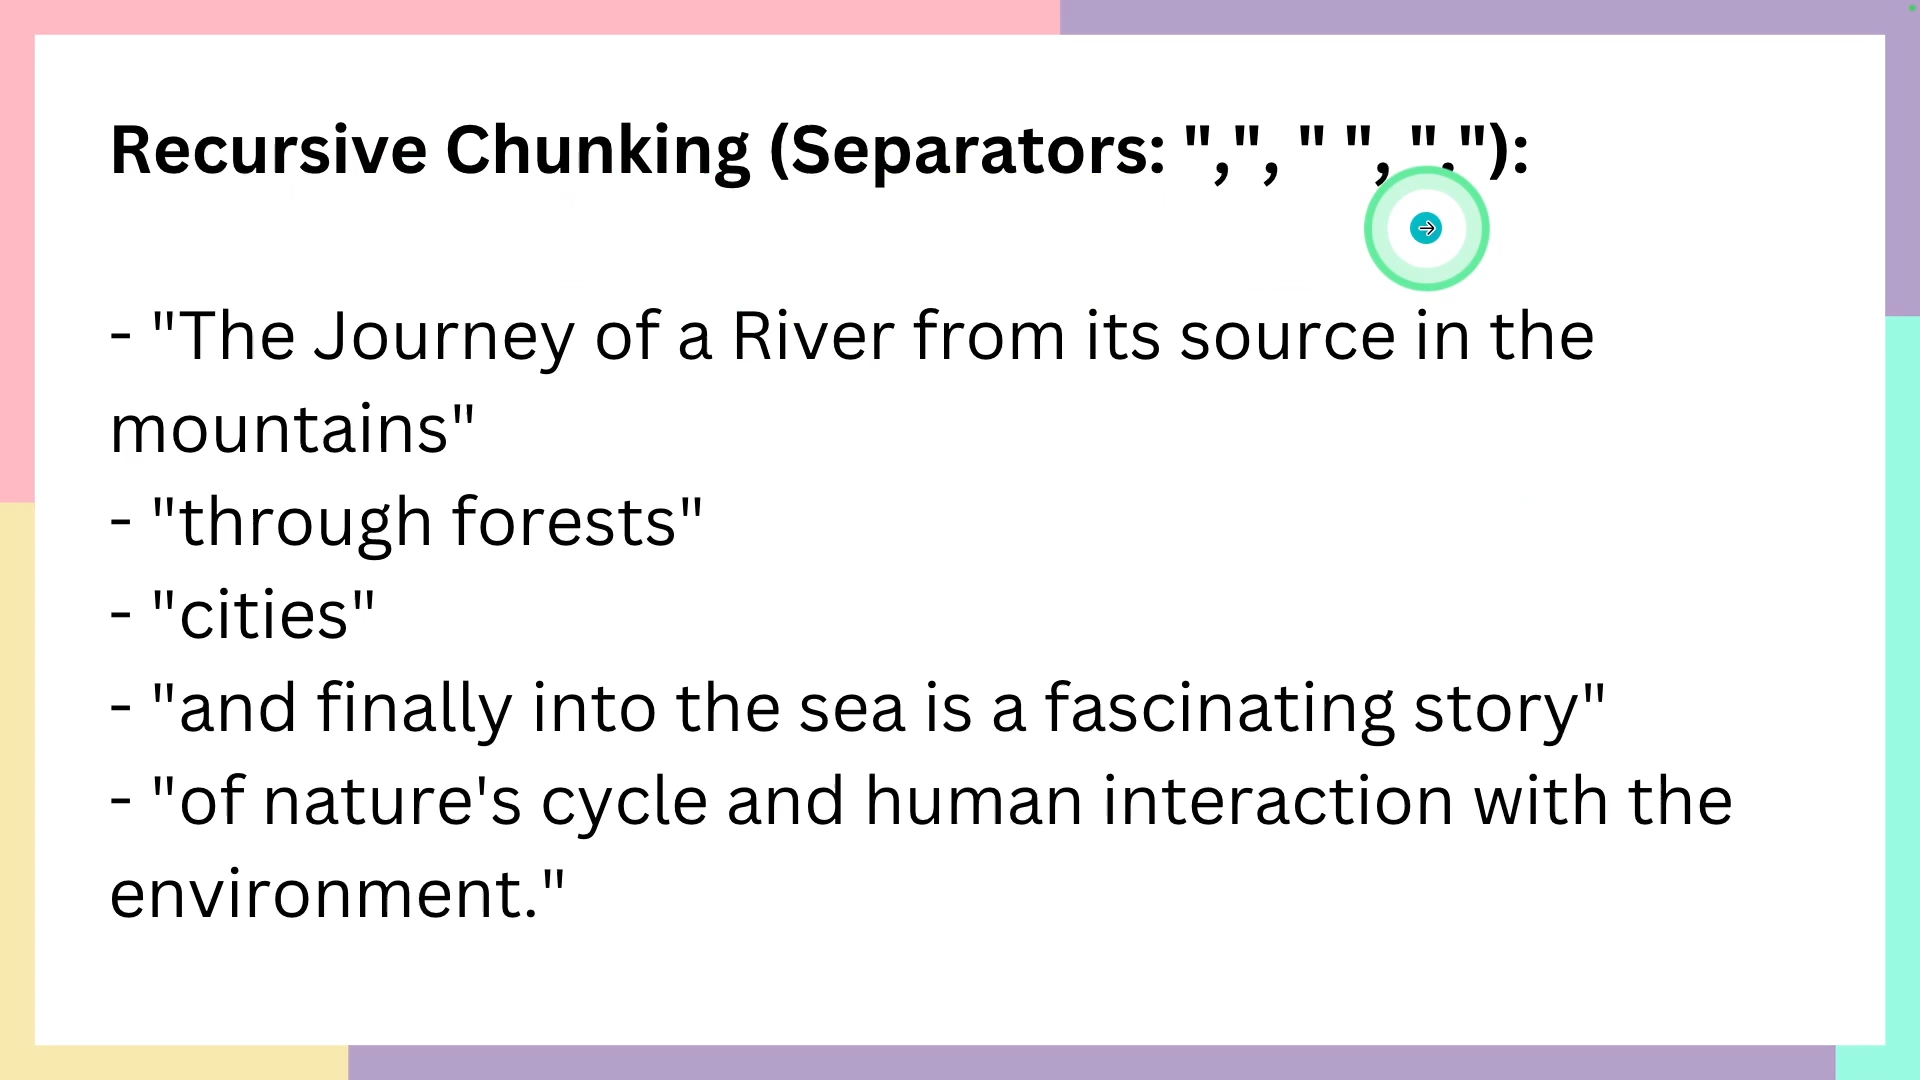 Recursive Chunking (Separators: ",", " ", "."):
- "The Journey of a River from its source in the
mountains"
- "through forests"
- "cities"
- "and finally into the sea is a fascinating story"
- "of nature's cycle and human interaction with the
environment."